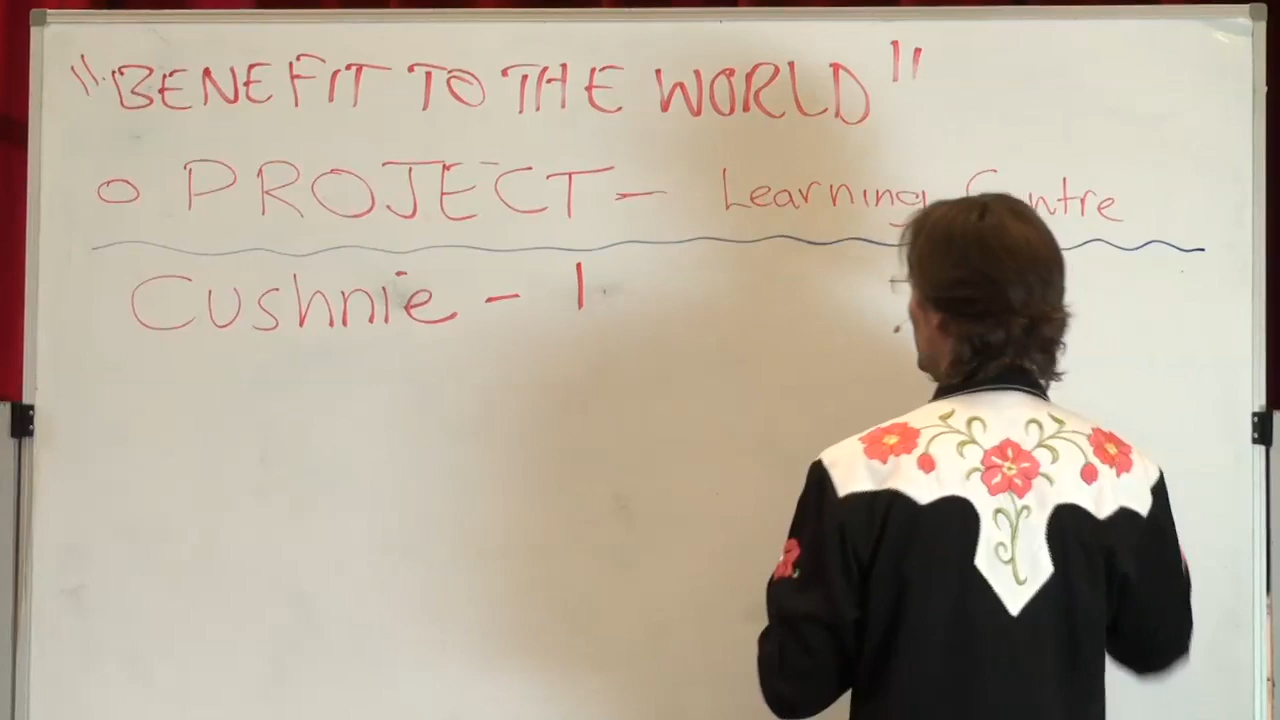 "BENEFIT TO THE WORLD"
o PROJECT - Learning
Cushnie - 1